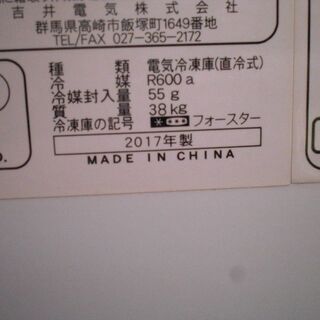 吉井電気株式会社
群馬県高崎市飯塚町1649番地
TEL/FAX 027-365-2172
種類 電気冷凍庫(直冷式)
冷媒 R600a
冷媒封入量 55g
質量 38kg
冷凍庫の記号 フォースター
2017年製
MADE IN CHINA